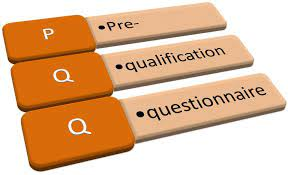 P •Pre-
Q •qualification
Q •questionnaire